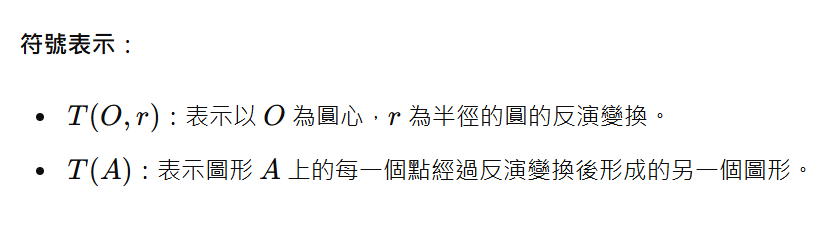 符號表示：
• T(O, r)：表示以 O 為圓心，r 為半徑的圓的反演變換。
• T(A)：表示圖形 A 上的每一個點經過反演變換後形成的另一個圖形。